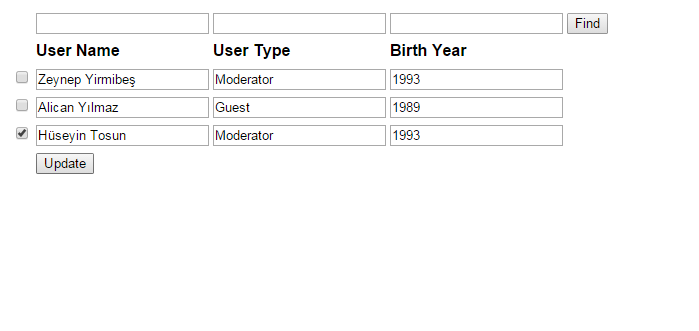 Find
User Name User Type Birth Year
Zeynep Yirmibeş Moderator 1993
Alican Yılmaz Guest 1989
Hüseyin Tosun Moderator 1993
Update